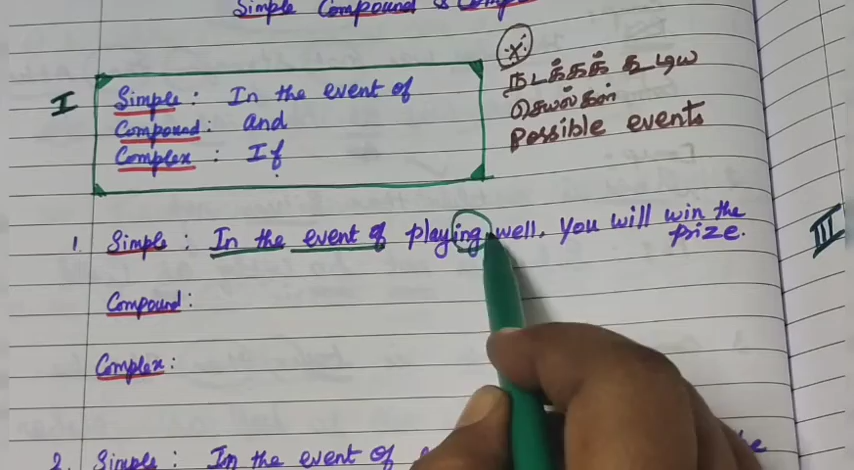 Simple Compound &
I
Simple : In the event of
Compound : and
Complex : If
நடக்கக் கூடிய
செயல்கள்
possible events
1. Simple : In the event of playing well, you will win the
prize.
III
Compound :
Complex :
2. Simple : In the event of